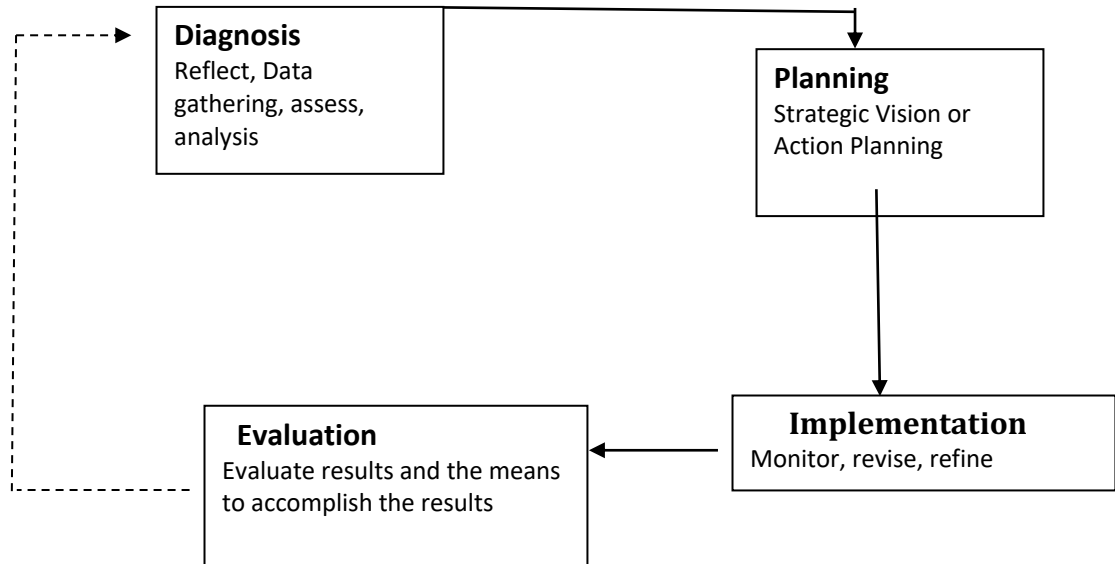 Diagnosis
Reflect, Data
gathering, assess,
analysis
Planning
Strategic Vision or
Action Planning
Implementation
Monitor, revise, refine
Evaluation
Evaluate results and the means
to accomplish the results